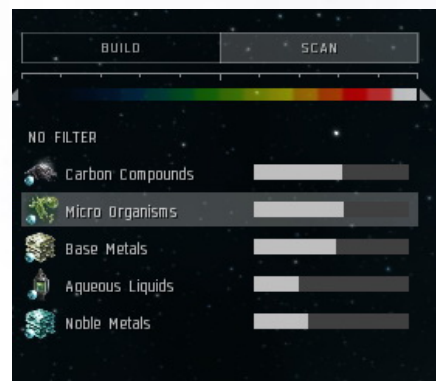 BUILD SCAN
NO FILTER
Carbon Compounds
Micro Organisms
Base Metals
Aqueous Liquids
Noble Metals